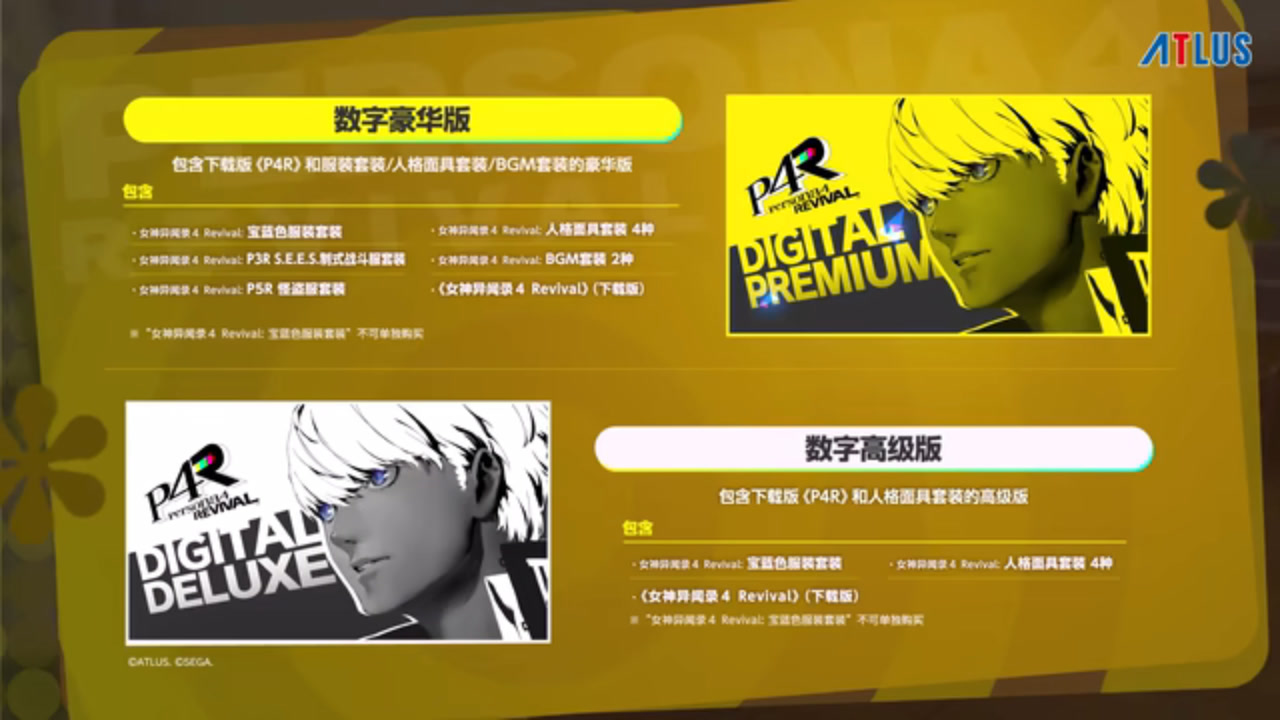 ATLUS
数字豪华版
包含下载版《P4R》和服装套装/人格面具套装/BGM套装的豪华版
包含
・女神异闻录4 Revival: 宝蓝色服装套装
・女神异闻录4 Revival: 人格面具套装 4种
・女神异闻录4 Revival: P3R S.E.E.S.制式战斗服套装
・女神异闻录4 Revival: BGM套装 2种
・女神异闻录4 Revival: P5R 怪盗服套装
・《女神异闻录4 Revival》(下载版)
※ "女神异闻录4 Revival: 宝蓝色服装套装" 不可单独购买
P4R
PERSONA4
REVIVAL
DIGITAL
PREMIUM
P4R
PERSONA4
REVIVAL
DIGITAL
DELUXE
数字高级版
包含下载版《P4R》和人格面具套装的高级版
包含
・女神异闻录4 Revival: 宝蓝色服装套装
・女神异闻录4 Revival: 人格面具套装 4种
・《女神异闻录4 Revival》(下载版)
※ "女神异闻录4 Revival: 宝蓝色服装套装" 不可单独购买
©ATLUS. ©SEGA.